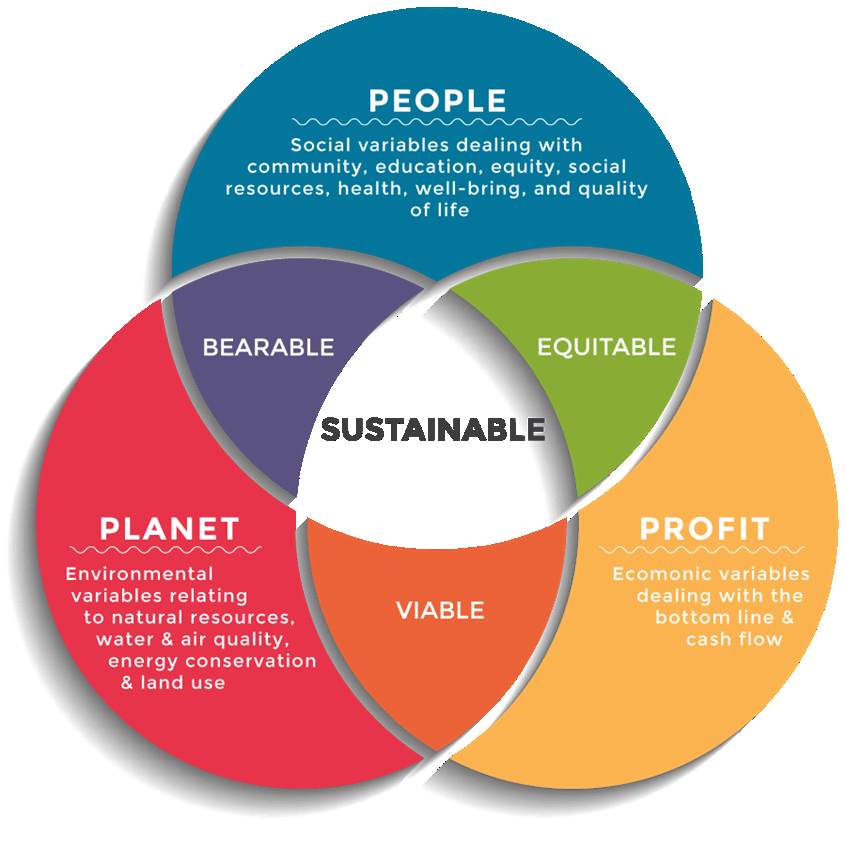 PEOPLE
Social variables dealing with
community, education, equity, social
resources, health, well-bring, and quality
of life
BEARABLE
EQUITABLE
SUSTAINABLE
PLANET
Environmental
variables relating
to natural resources,
water & air quality,
energy conservation
& land use
PROFIT
Ecomonic variables
dealing with the
bottom line &
cash flow
VIABLE